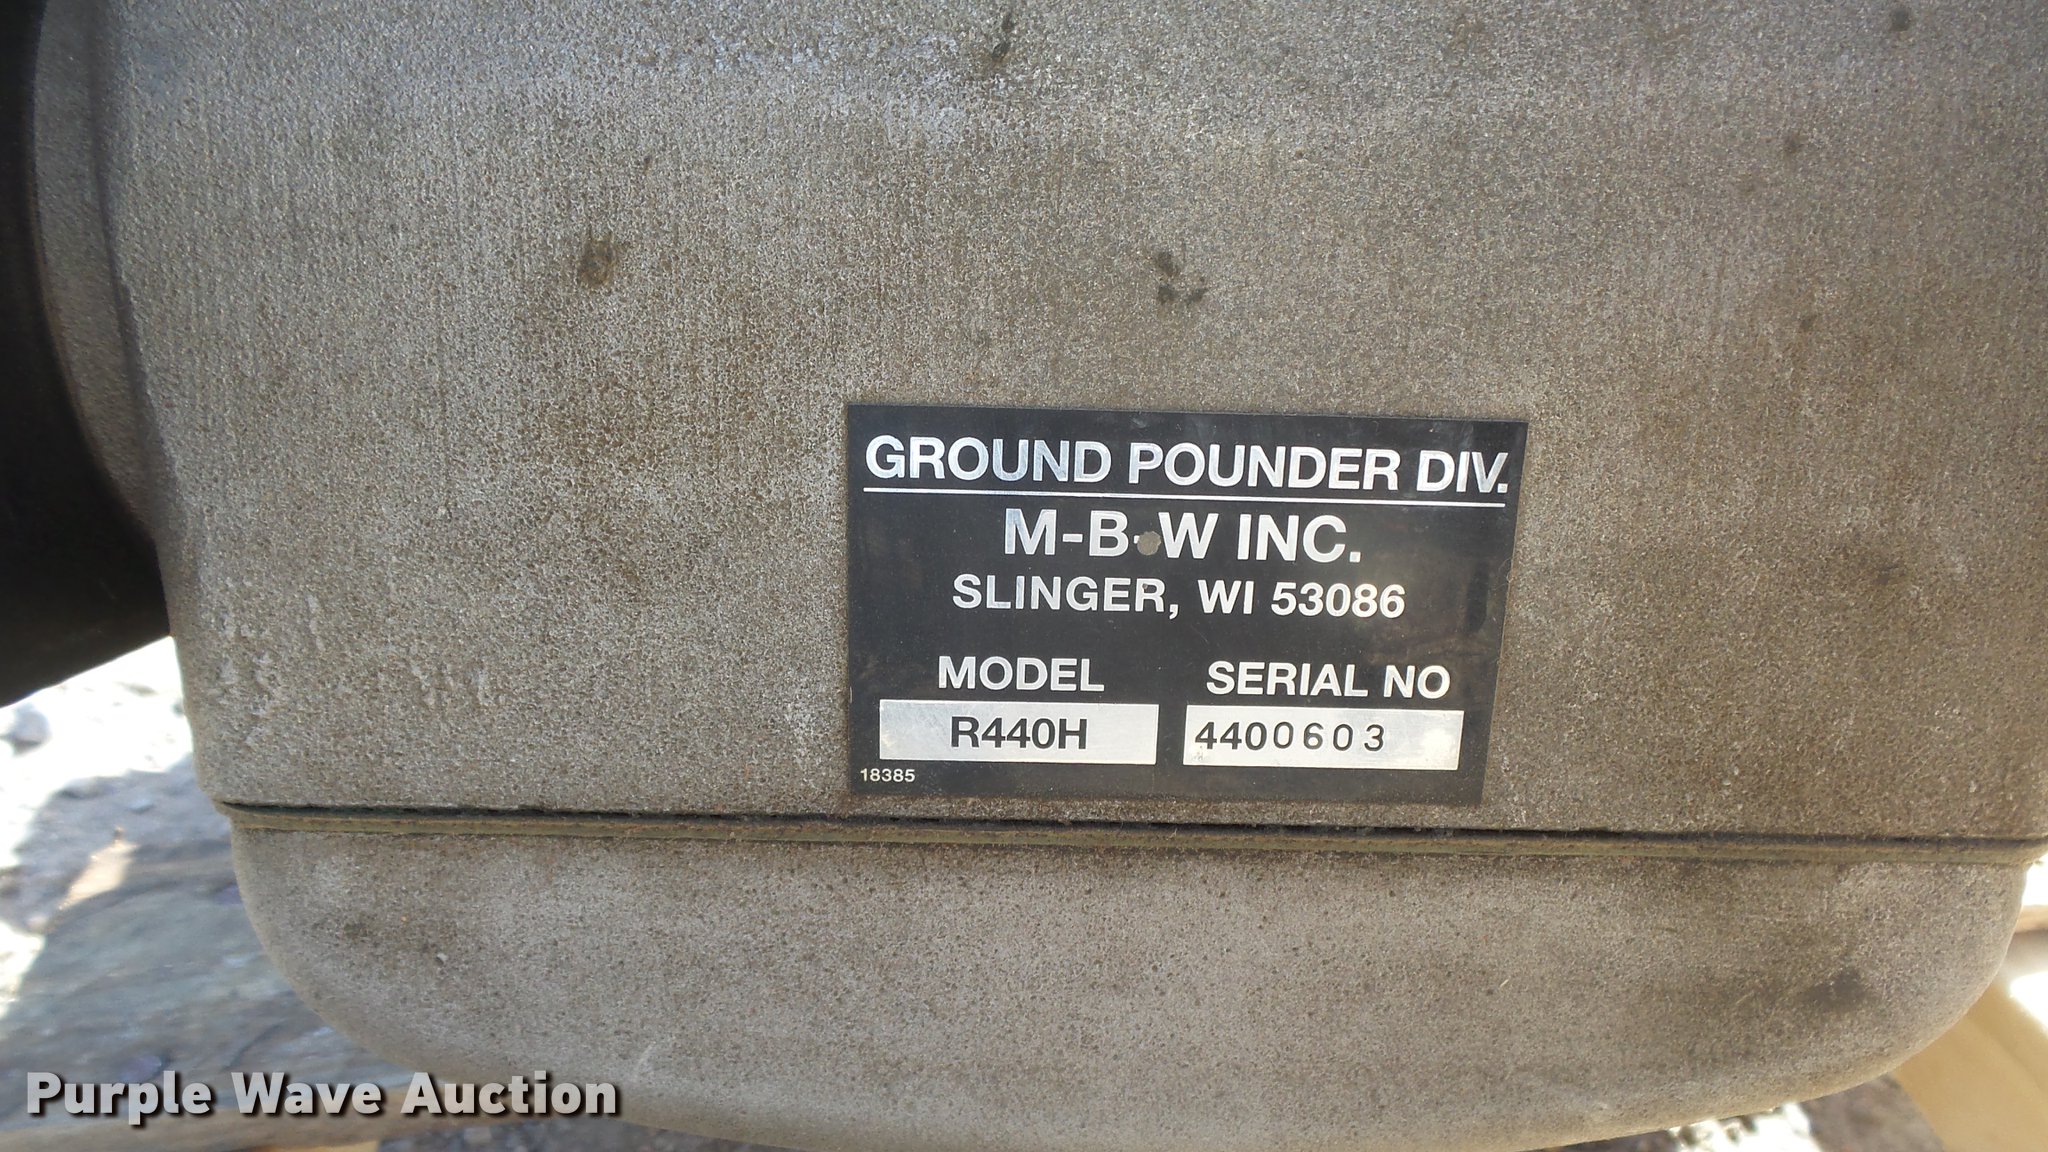 GROUND POUNDER DIV.
M-B-W INC.
SLINGER, WI 53086
MODEL SERIAL NO
R440H 4400603
18385
Purple Wave Auction